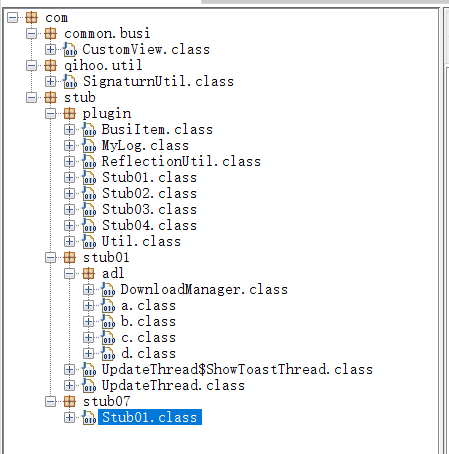 com
common.busi
CustomView.class
qihoo.util
SignaturnUtil.class
stub
plugin
BusiItem.class
MyLog.class
ReflectionUtil.class
Stub01.class
Stub02.class
Stub03.class
Stub04.class
Util.class
stub01
adl
DownloadManager.class
a.class
b.class
c.class
d.class
UpdateThread$ShowToastThread.class
UpdateThread.class
stub07
Stub01.class